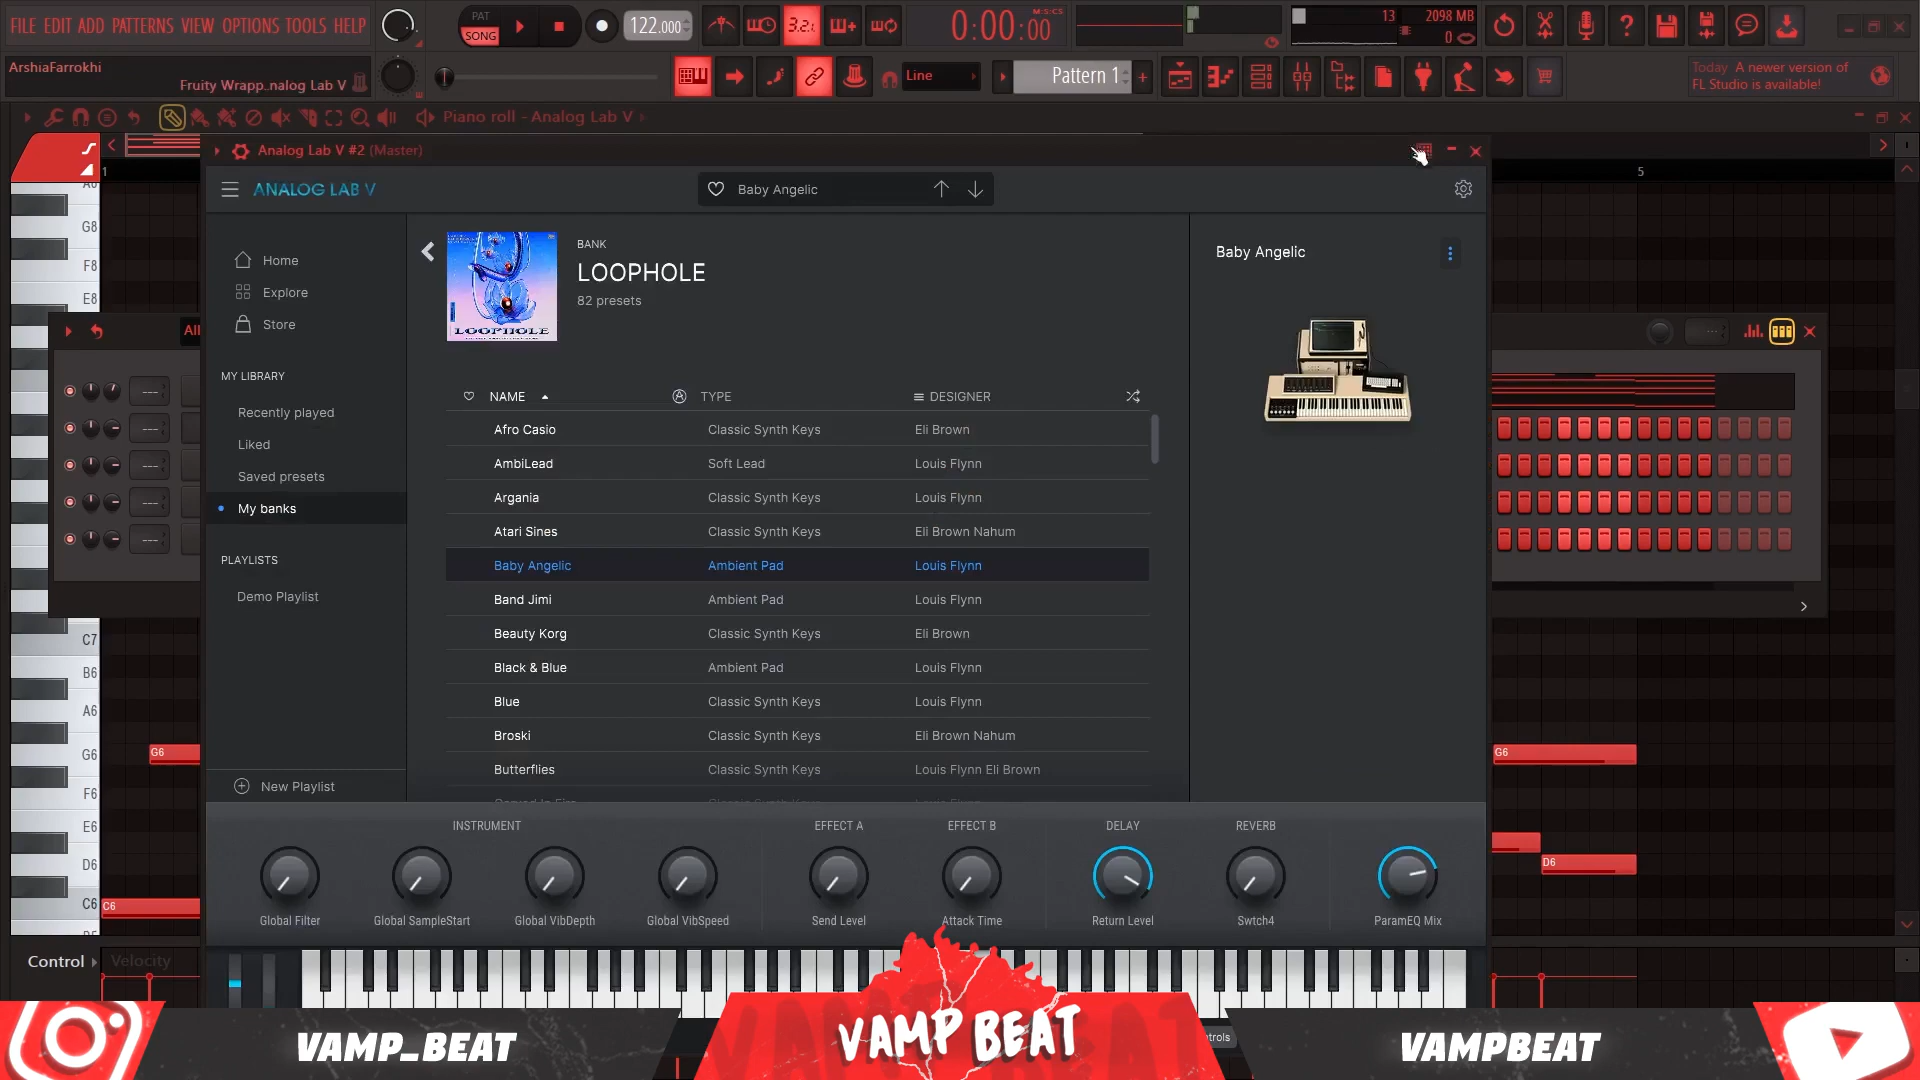 FILE EDIT ADD PATTERNS VIEW OPTIONS TOOLS HELP
PAT
SONG
122.000
3.2.
0:00:00
M:S:CS
13
2098 MB
0
ArshiaFarrokhi
Fruity Wrapp..nalog Lab V
Line
Pattern 1
Today A newer version of
FL Studio is available!
Piano roll - Analog Lab V
Analog Lab V #2 (Master)
1
5
ANALOG LAB V
Baby Angelic
Home
Explore
Store
MY LIBRARY
Recently played
Liked
Saved presets
My banks
PLAYLISTS
Demo Playlist
New Playlist
LOOPHOLE
BANK
LOOPHOLE
82 presets
NAME TYPE DESIGNER
Afro Casio Classic Synth Keys Eli Brown
AmbiLead Soft Lead Louis Flynn
Argania Classic Synth Keys Louis Flynn
Atari Sines Classic Synth Keys Eli Brown Nahum
Baby Angelic Ambient Pad Louis Flynn
Band Jimi Ambient Pad Louis Flynn
Beauty Korg Classic Synth Keys Eli Brown
Black & Blue Ambient Pad Louis Flynn
Blue Classic Synth Keys Louis Flynn
Broski Classic Synth Keys Eli Brown Nahum
Butterflies Classic Synth Keys Louis Flynn Eli Brown
Baby Angelic
INSTRUMENT EFFECT A EFFECT B DELAY REVERB
Global Filter Global SampleStart Global VibDepth Global VibSpeed Send Level Attack Time Return Level Swtch4 ParamEQ Mix
G8
F8
E8
C7
B6
A6
G6
F6
E6
D6
C6
G6
C6
G6
D6
All
Control
Velocity
VAMP_BEAT
VAMP BEAT
VAMPBEAT